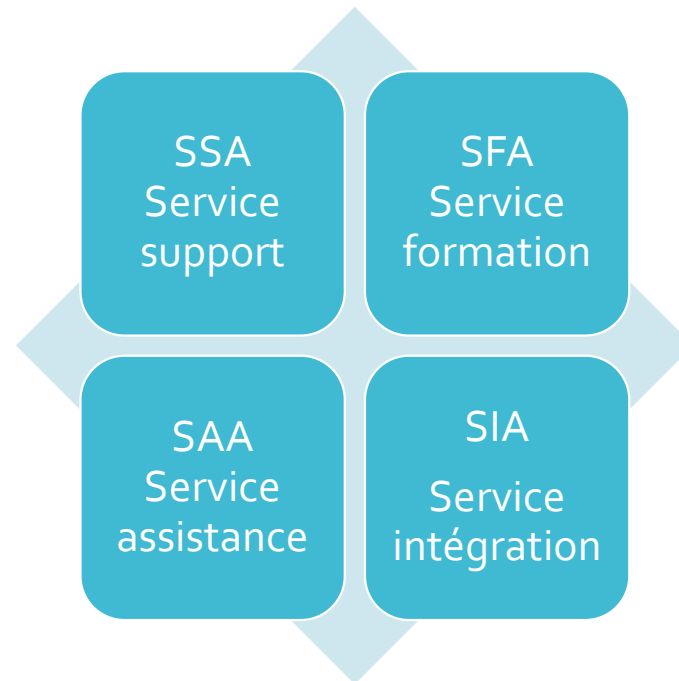 SSA
Service
support
SFA
Service
formation
SAA
Service
assistance
SIA
Service
intégration